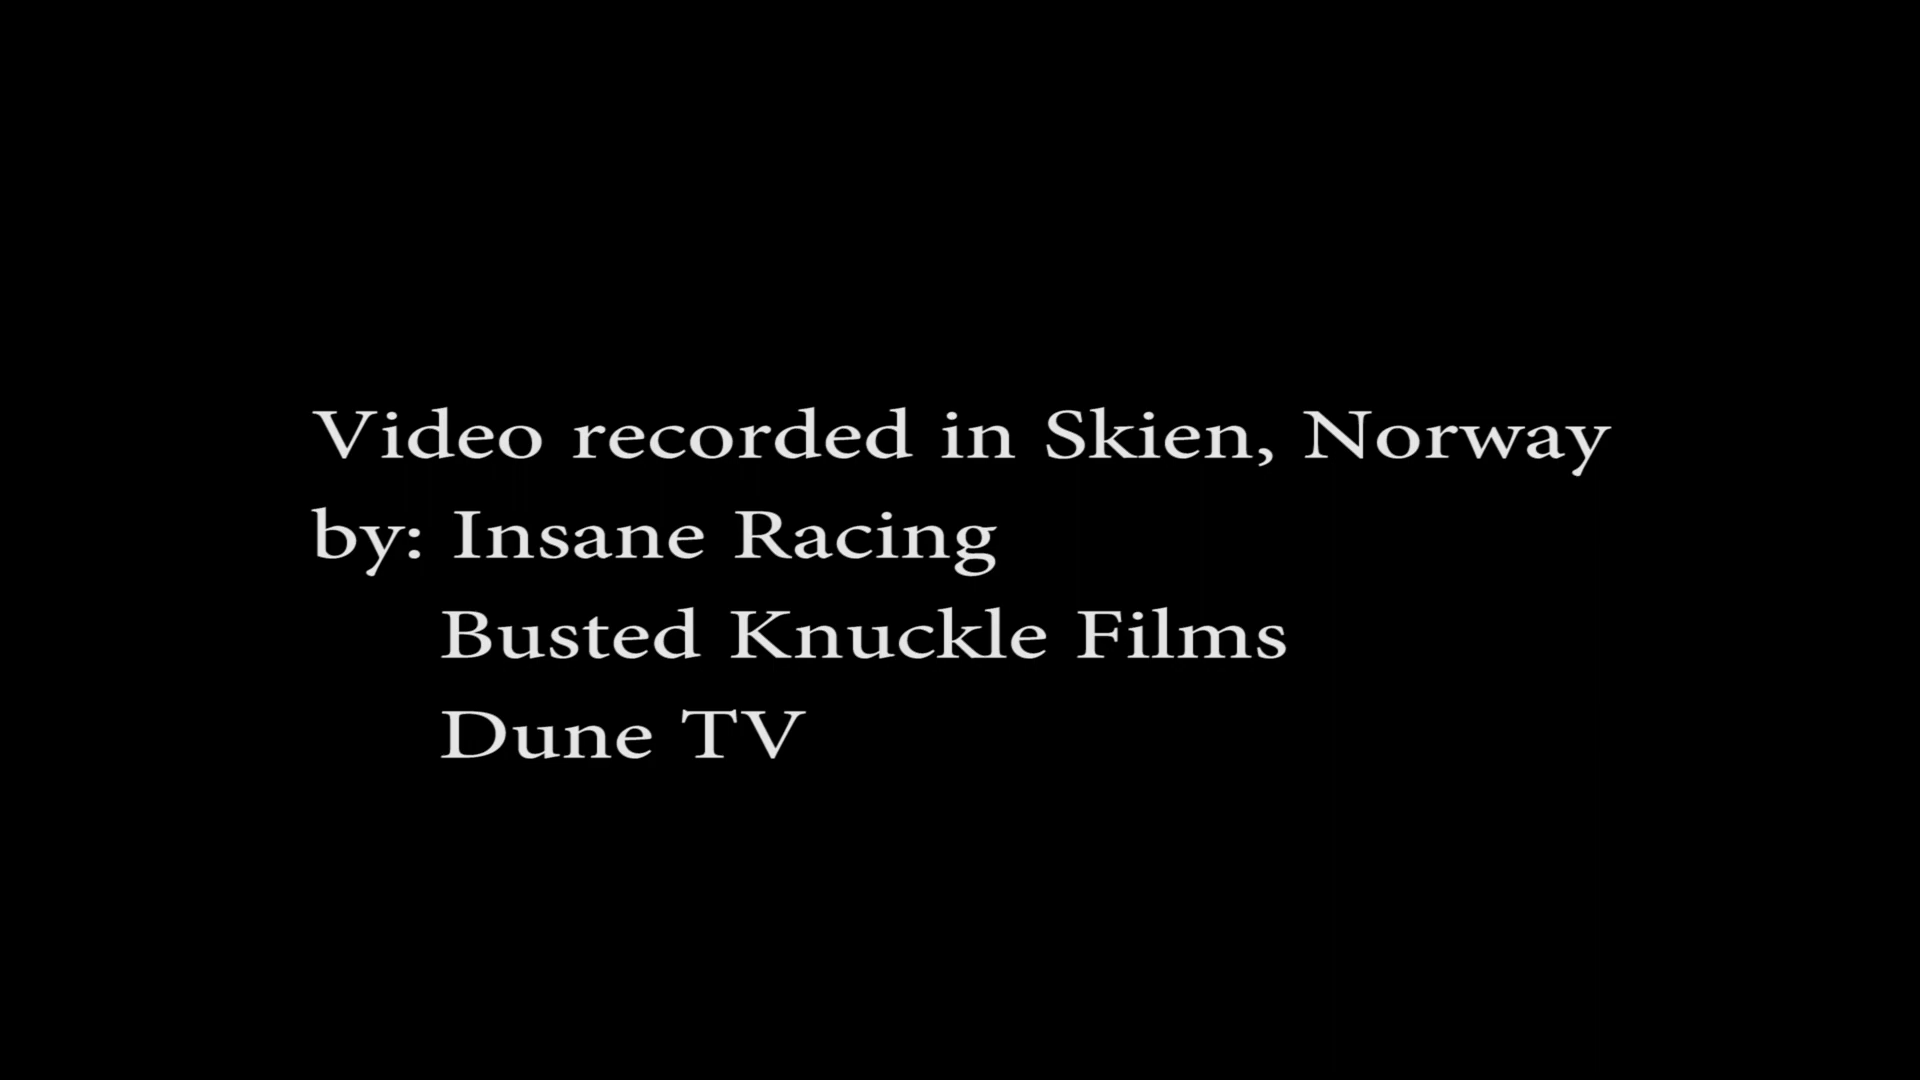 Video recorded in Skien, Norway
by: Insane Racing
Busted Knuckle Films
Dune TV